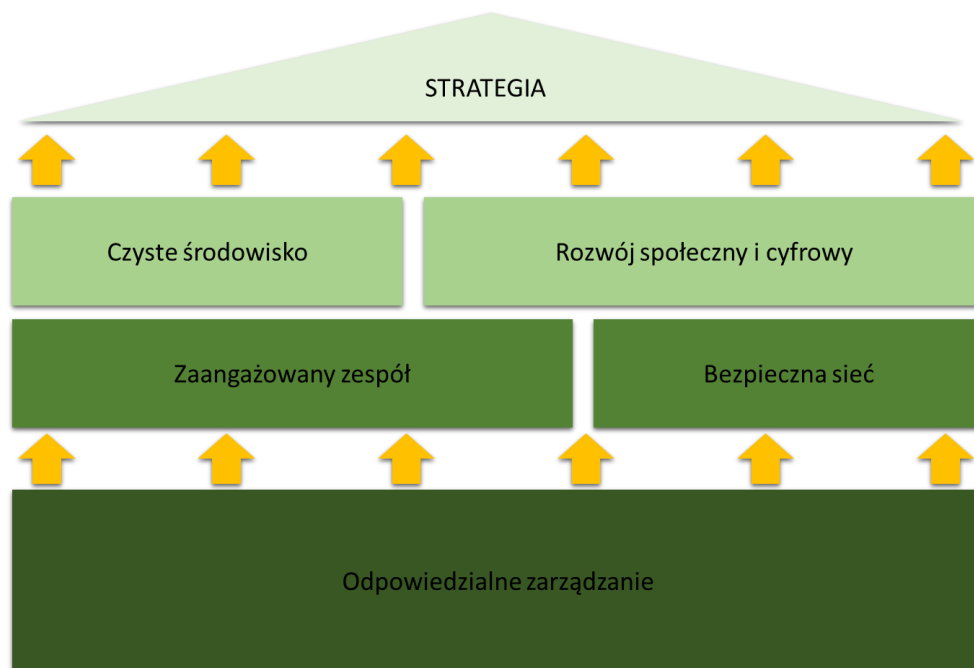 STRATEGIA
Czyste środowisko
Rozwój społeczny i cyfrowy
Zaangażowany zespół
Bezpieczna sieć
Odpowiedzialne zarządzanie